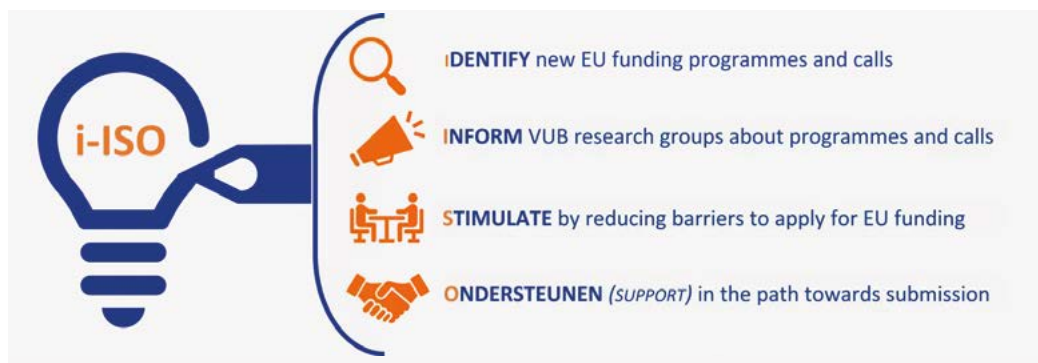 i-ISO
iDENTIFY new EU funding programmes and calls
INFORM VUB research groups about programmes and calls
STIMULATE by reducing barriers to apply for EU funding
ONDERSTEUNEN (SUPPORT) in the path towards submission